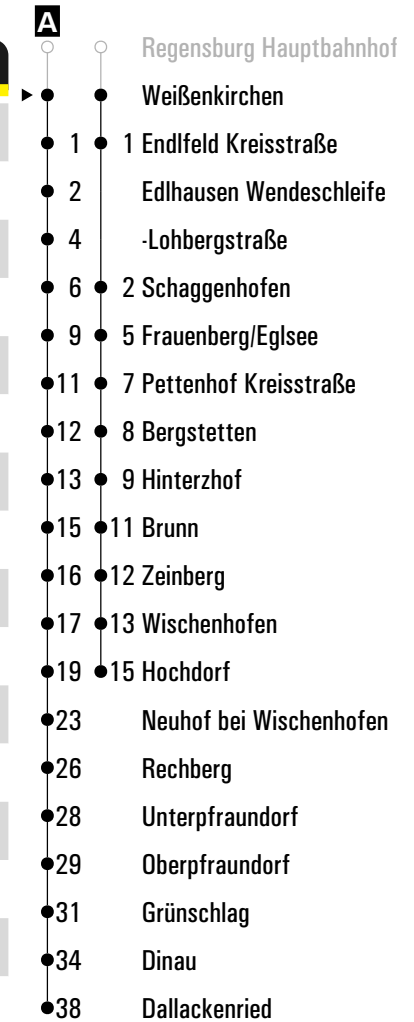 A
Regensburg Hauptbahnhof
Weißenkirchen
1 1 Endlfeld Kreisstraße
2 Edlhausen Wendeschleife
4 -Lohbergstraße
6 2 Schaggenhofen
9 5 Frauenberg/Eglsee
11 7 Pettenhof Kreisstraße
12 8 Bergstetten
13 9 Hinterzhof
15 11 Brunn
16 12 Zeinberg
17 13 Wischenhofen
19 15 Hochdorf
23 Neuhof bei Wischenhofen
26 Rechberg
28 Unterpfraundorf
29 Oberpfraundorf
31 Grünschlag
34 Dinau
38 Dallackenried